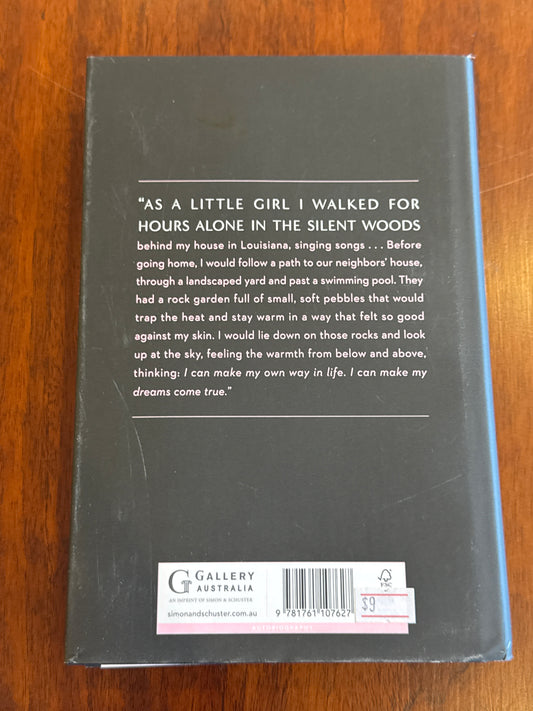 “AS A LITTLE GIRL I WALKED FOR
HOURS ALONE IN THE SILENT WOODS
behind my house in Louisiana, singing songs . . . Before
going home, I would follow a path to our neighbors’ house,
through a landscaped yard and past a swimming pool. They
had a rock garden full of small, soft pebbles that would
trap the heat and stay warm in a way that felt so good
against my skin. I would lie down on those rocks and look
up at the sky, feeling the warmth from below and above,
thinking: I can make my own way in life. I can make my
dreams come true.”
G GALLERY
AUSTRALIA
AN IMPRINT OF SIMON & SCHUSTER
simonandschuster.com.au
9 781761 107627
FSC
$9
AUTOBIOGRAPHY